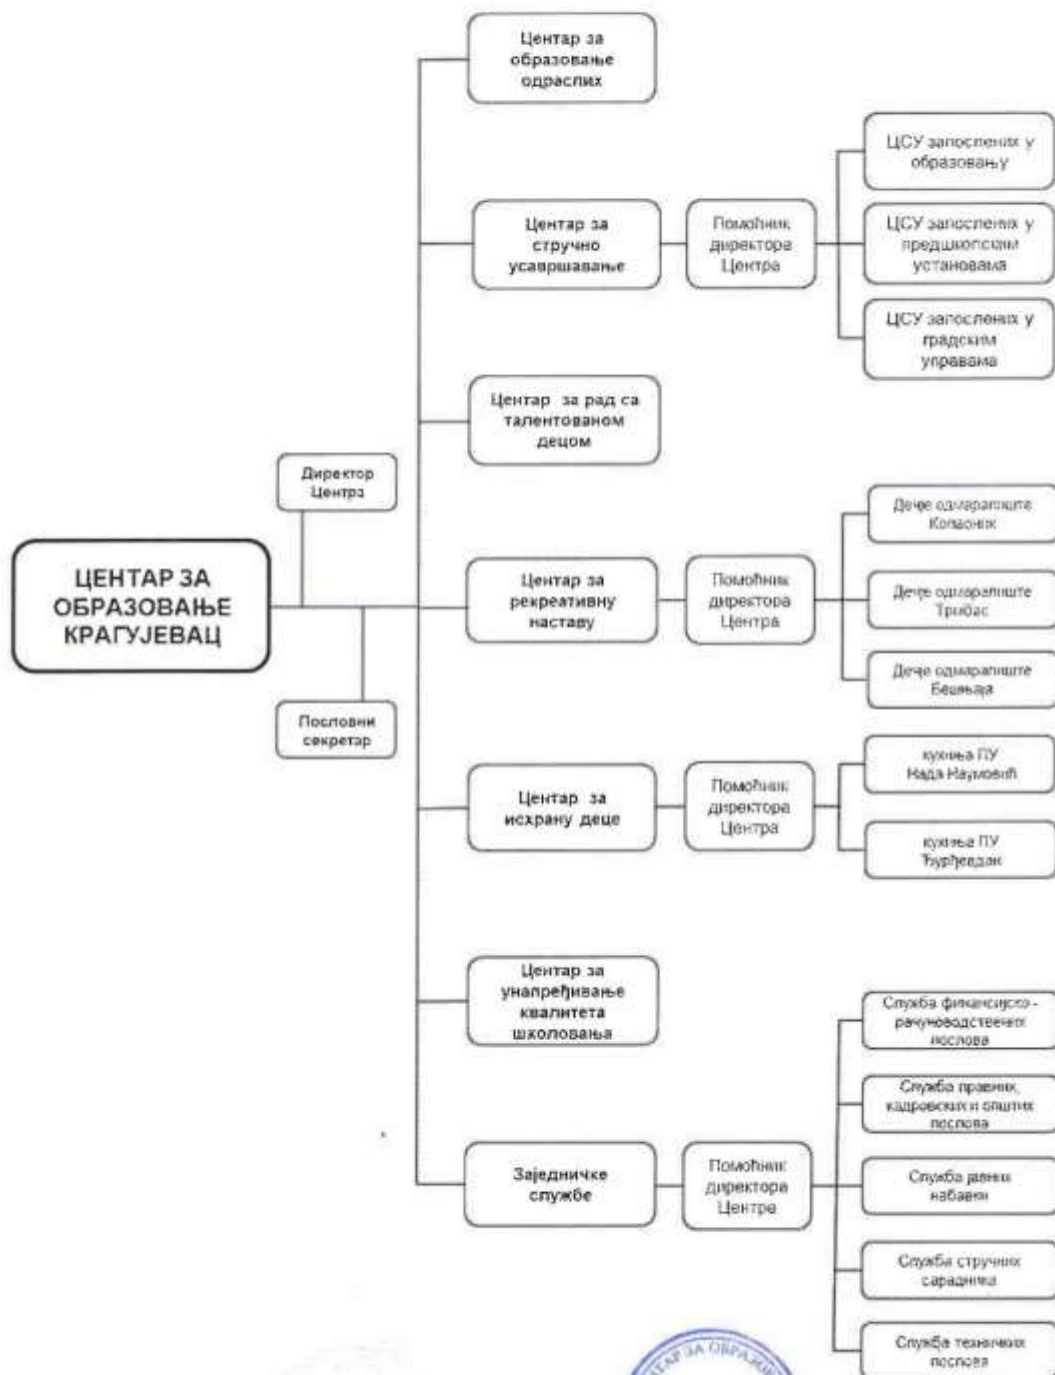 Центар за
образовање
одраслих
ЦСУ запослених у
образовању
Центар за
стручно
усавршавање
Помоћник
директора
Центра
ЦСУ запослених у
предшколским
установама
ЦСУ запослених у
градским
управама
Центар за рад са
талентованом
децом
Директор
Центра
ЦЕНТАР ЗА
ОБРАЗОВАЊЕ
КРАГУЈЕВАЦ
Пословни
секретар
Центар за
рекреативну
наставу
Помоћник
директора
Центра
Дечје одмаралиште
Копаоник
Дечје одмаралиште
Трибас
Дечје одмаралиште
Бешњаја
Центар за
исхрану деце
Помоћник
директора
Центра
кухиња ПУ
Нада Наумовић
кухиња ПУ
Ђурђевдан
Центар за
унапређивање
квалитета
школовања
Заједничке
службе
Помоћник
директора
Центра
Служба финансијско -
рачуноводствених
послова
Служба правних,
кадровских и општих
послова
Служба јавних
набавки
Служба стручних
сарадника
Служба техничких
послова
ЗА